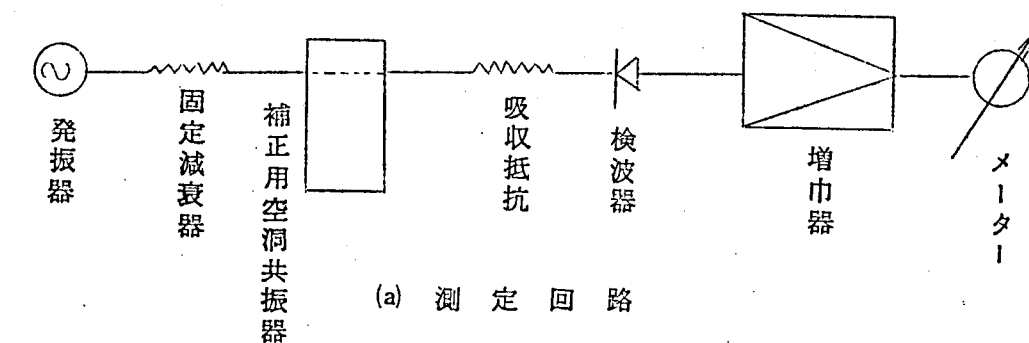 発振器
固定減衰器
補正用空洞共振器
吸収抵抗
検波器
増巾器
メーター
(a) 測定回路